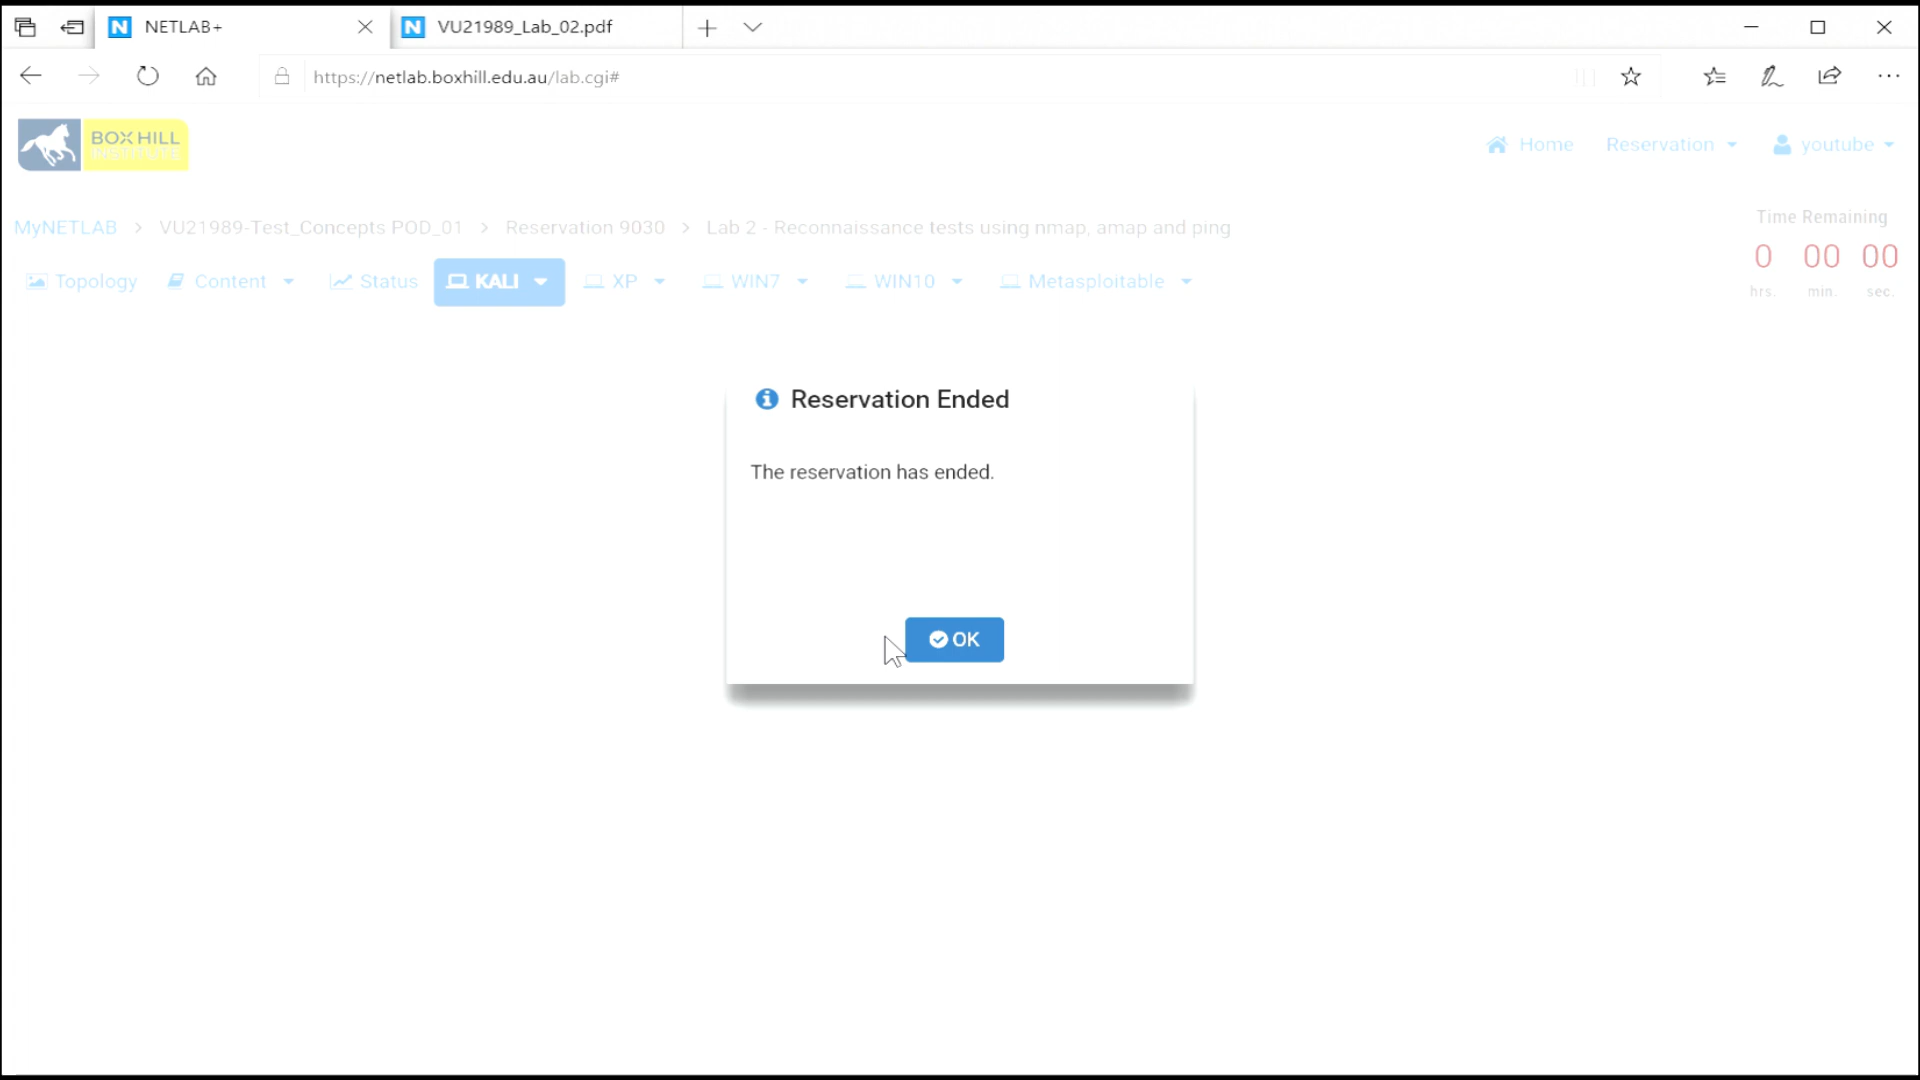 NETLAB+
VU21989_Lab_02.pdf
https://netlab.boxhill.edu.au/lab.cgi#
BOX HILL
INSTITUTE
Home
Reservation
youtube
MyNETLAB > VU21989-Test_Concepts POD_01 > Reservation 9030 > Lab 2 - Reconnaissance tests using nmap, amap and ping
Time Remaining
0 00 00
hrs. min. sec.
Topology Content Status KALI XP WIN7 WIN10 Metasploitable
Reservation Ended
The reservation has ended.
OK